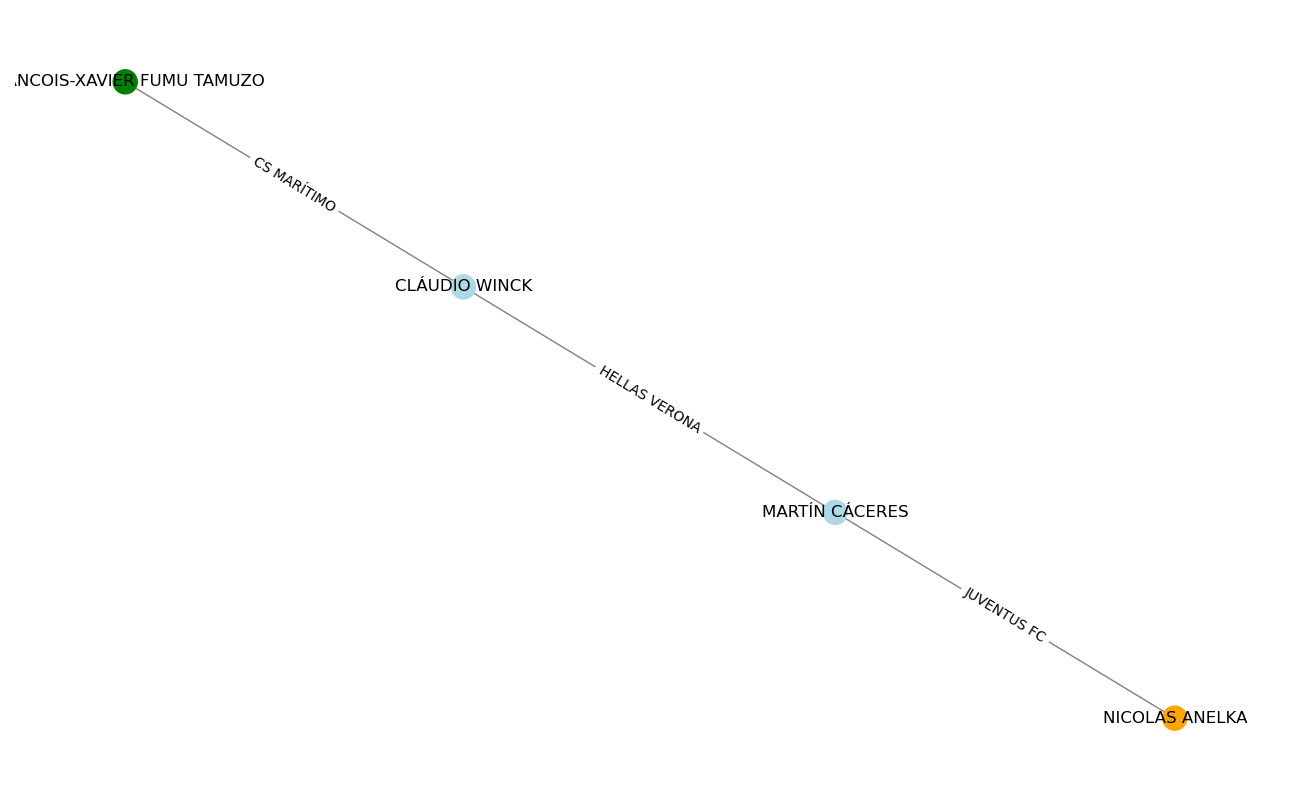 NCOIS-XAVIER FUMU TAMUZO
CS MARÍTIMO
CLÁUDIO WINCK
HELLAS VERONA
MARTÍN CÁCERES
JUVENTUS FC
NICOLAS ANELKA